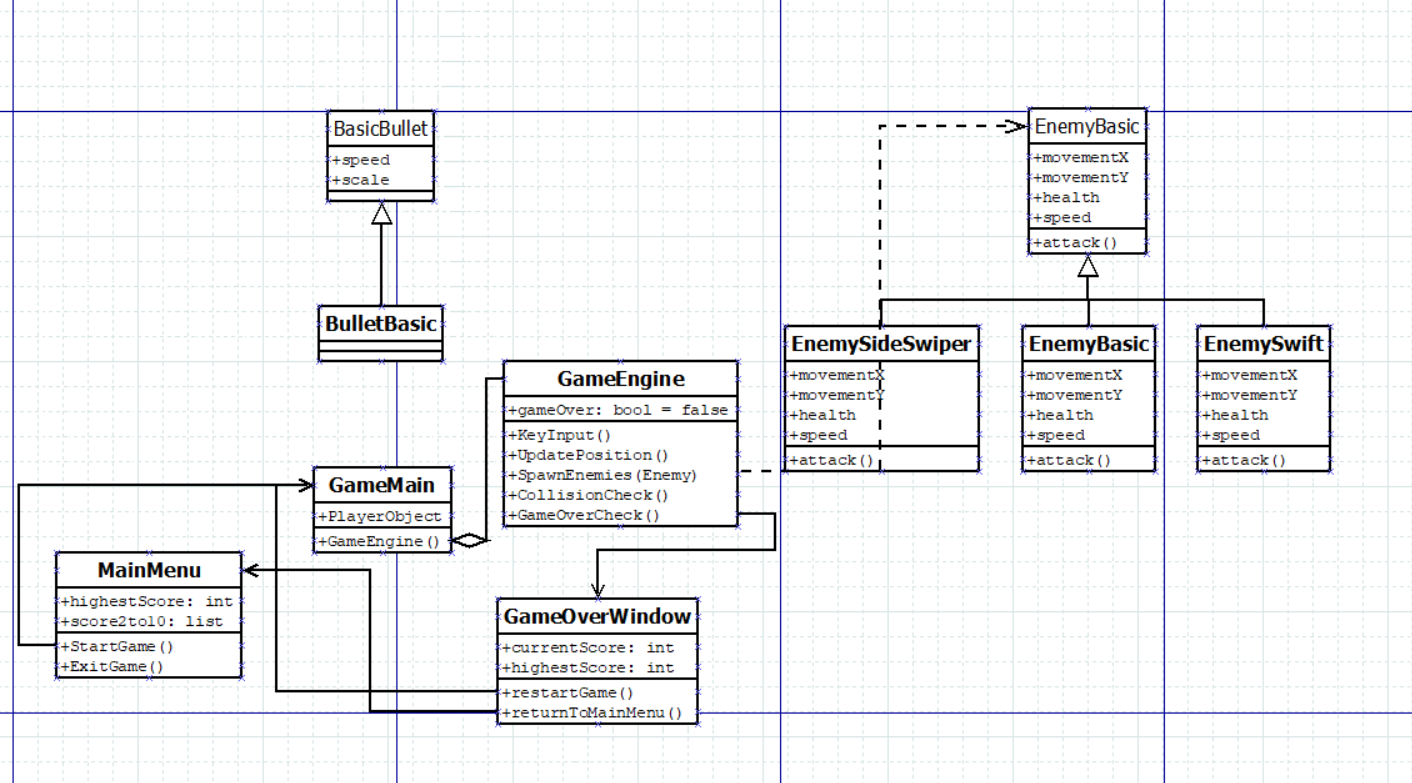 BasicBullet
+speed
+scale
BulletBasic
EnemyBasic
+movementX
+movementY
+health
+speed
+attack()
EnemySideSwiper
+movementX
+movementY
+health
+speed
+attack()
EnemyBasic
+movementX
+movementY
+health
+speed
+attack()
EnemySwift
+movementX
+movementY
+health
+speed
+attack()
GameEngine
+gameOver: bool = false
+KeyInput()
+UpdatePosition()
+SpawnEnemies(Enemy)
+CollisionCheck()
+GameOverCheck()
GameMain
+PlayerObject
+GameEngine()
MainMenu
+highestScore: int
+score2to10: list
+StartGame()
+ExitGame()
GameOverWindow
+currentScore: int
+highestScore: int
+restartGame()
+returnToMainMenu()